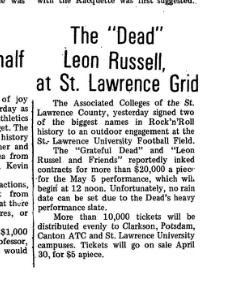 with the Racquette was first suggested.
The "Dead"
Leon Russell,
at St. Lawrence Grid
The Associated Colleges of the St.
Lawrence County, yesterday signed two
of the biggest names in Rock'n'Roll
history to an outdoor engagement at the
St. Lawrence University Football Field.
The "Grateful Dead" and "Leon
Russel and Friends" reportedly inked
contracts for more than $20,000 a piece
for the May 5 performance, which will
begin at 12 noon. Unfortunately, no rain
date can be set due to the Dead's heavy
performance slate.
More than 10,000 tickets will be
distributed evenly to Clarkson, Potsdam,
Canton ATC and St. Lawrence University
campuses. Tickets will go on sale April
30, for $5 apiece.
half
of joy
rday as
athletics
get. The
history
her and
ea from
Kevin
actions,
t from
at there
res, or
$1,000
ofessor,
would